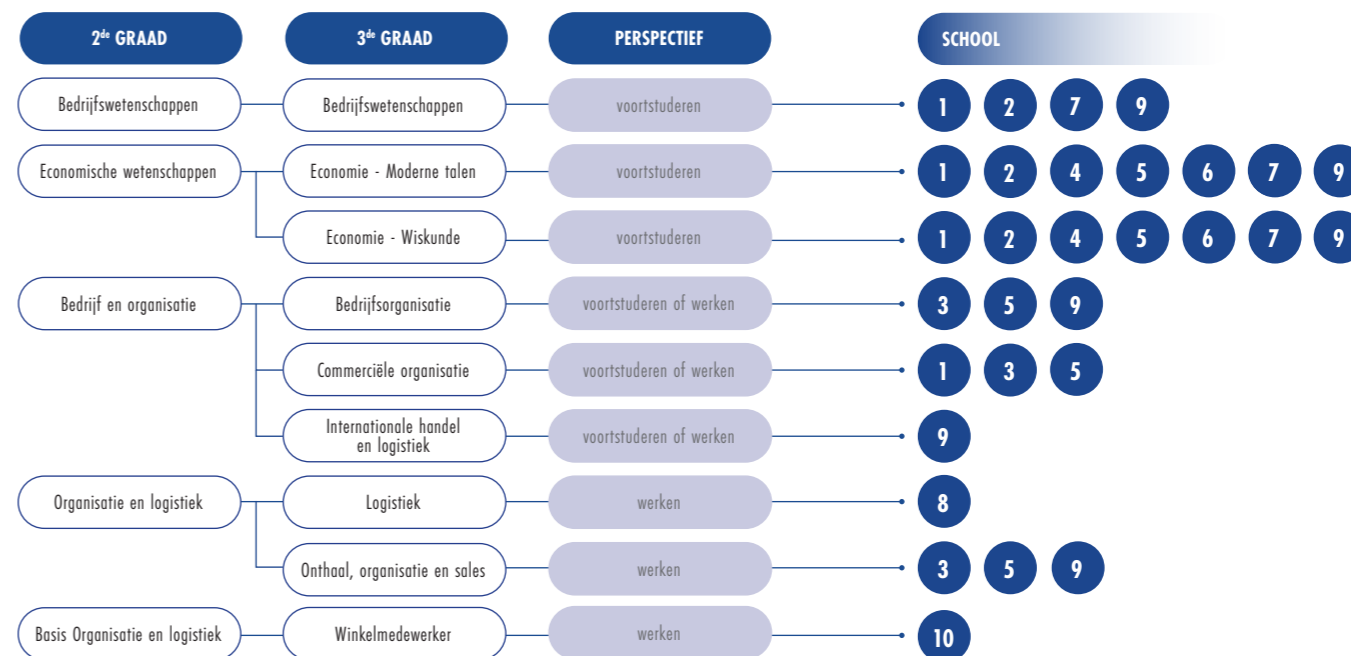 2de GRAAD 3de GRAAD PERSPECTIEF SCHOOL
Bedrijfswetenschappen Bedrijfswetenschappen voortstuderen 1 2 7 9
Economische wetenschappen Economie - Moderne talen voortstuderen 1 2 4 5 6 7 9
Economie - Wiskunde voortstuderen 1 2 4 5 6 7 9
Bedrijf en organisatie Bedrijfsorganisatie voortstuderen of werken 3 5 9
Commerciële organisatie voortstuderen of werken 1 3 5
Internationale handel
en logistiek voortstuderen of werken 9
Organisatie en logistiek Logistiek werken 8
Onthaal, organisatie en sales werken 3 5 9
Basis Organisatie en logistiek Winkelmedewerker werken 10